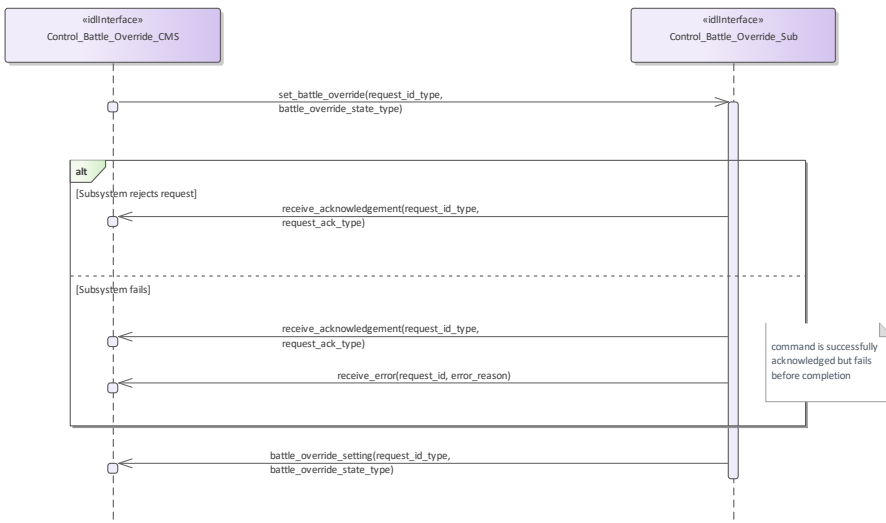 «idlInterface»
Control_Battle_Override_CMS
«idlInterface»
Control_Battle_Override_Sub
set_battle_override(request_id_type,
battle_override_state_type)
alt
[Subsystem rejects request]
receive_acknowledgement(request_id_type,
request_ack_type)
[Subsystem fails]
receive_acknowledgement(request_id_type,
request_ack_type)
command is successfully
acknowledged but fails
before completion
receive_error(request_id, error_reason)
battle_override_setting(request_id_type,
battle_override_state_type)